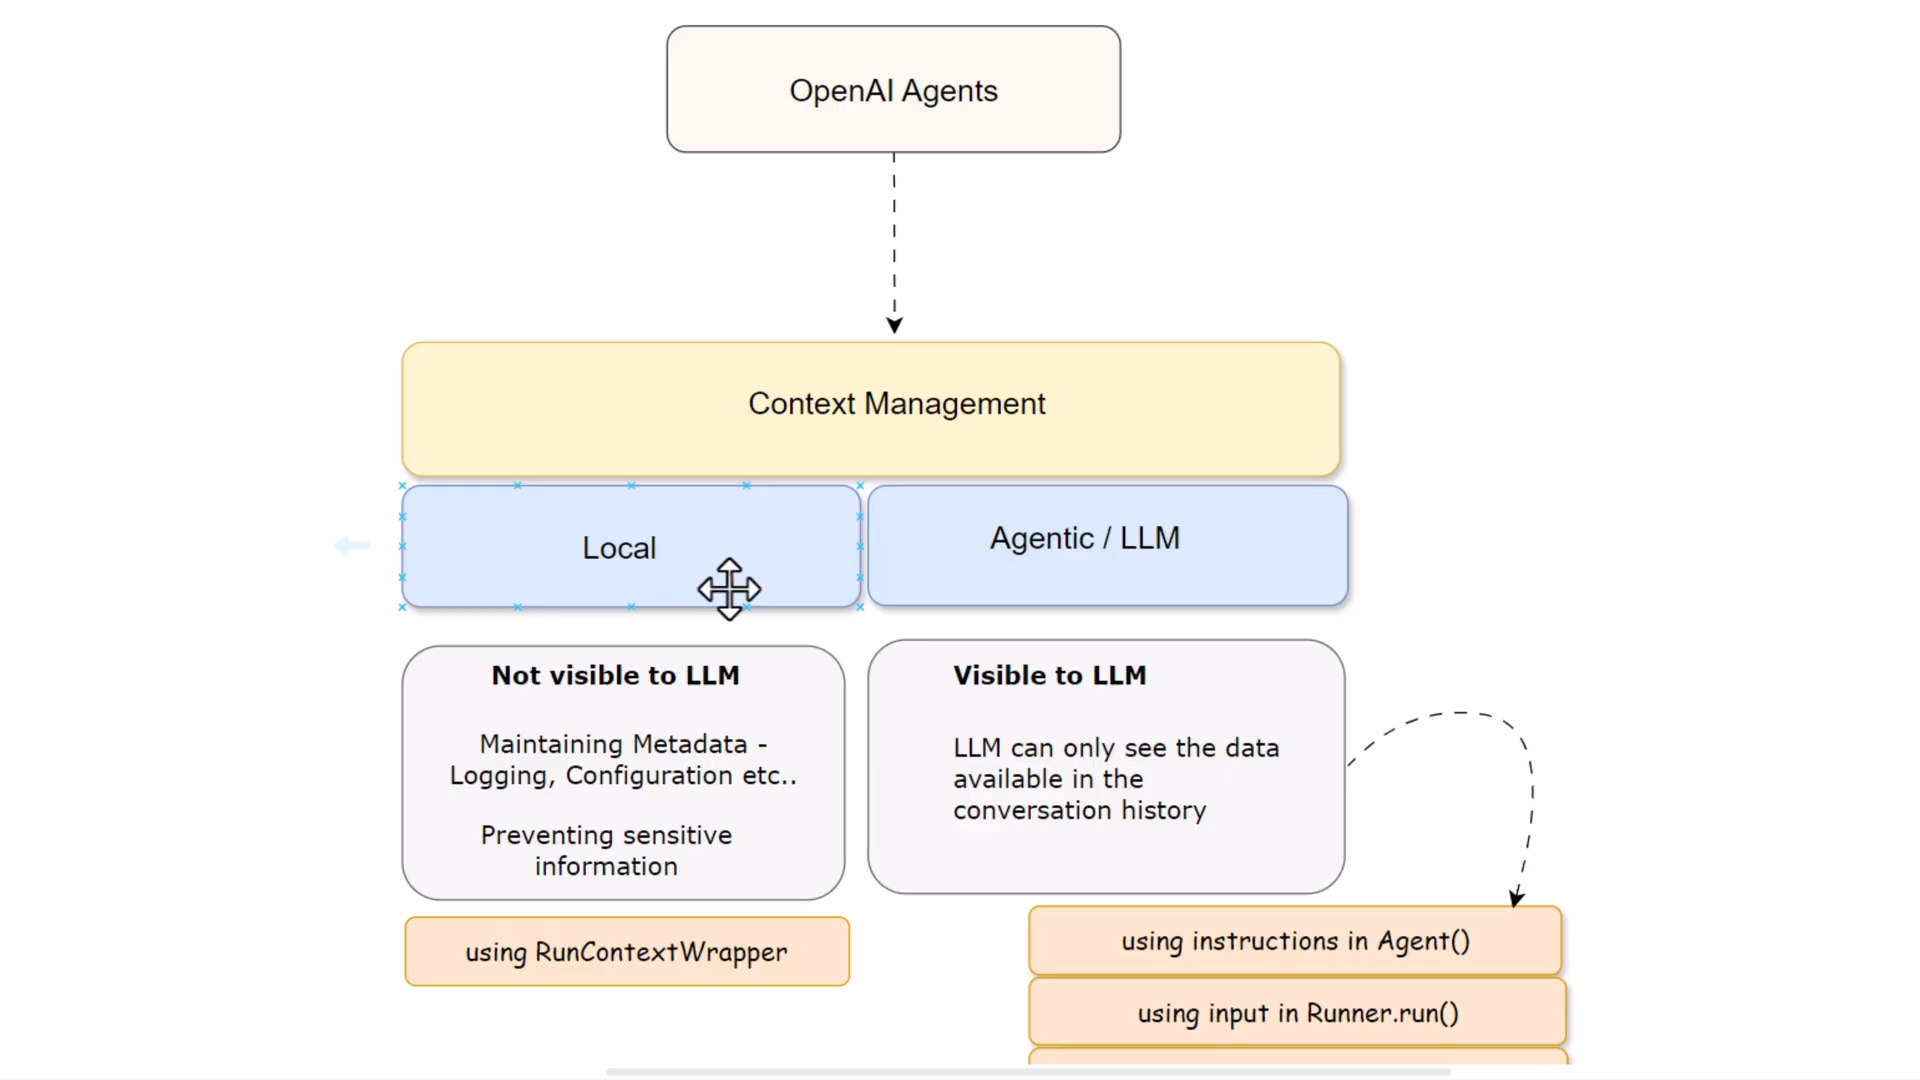 OpenAI Agents
Context Management
Local
Agentic / LLM
Not visible to LLM
Maintaining Metadata -
Logging, Configuration etc..
Preventing sensitive
information
using RunContextWrapper
Visible to LLM
LLM can only see the data
available in the
conversation history
using instructions in Agent()
using input in Runner.run()